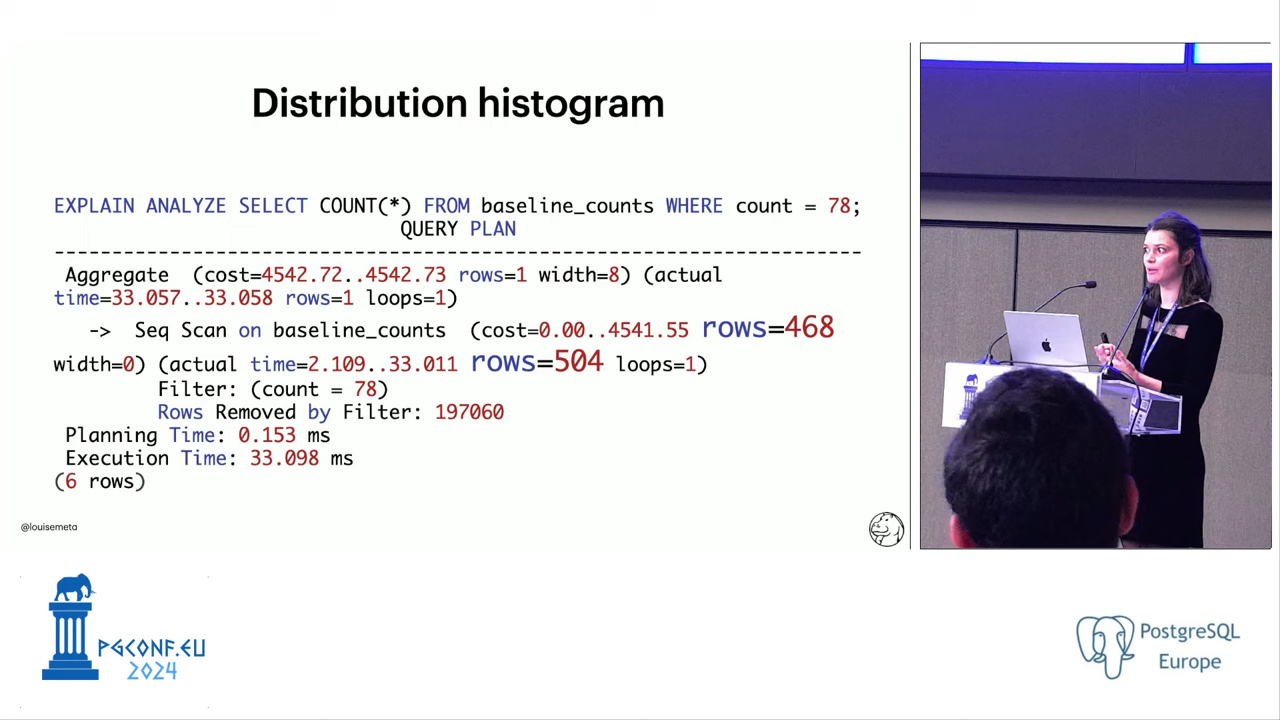 Distribution histogram
EXPLAIN ANALYZE SELECT COUNT(*) FROM baseline_counts WHERE count = 78;
QUERY PLAN
----------------------------------------------------------------------
Aggregate (cost=4542.72..4542.73 rows=1 width=8) (actual
time=33.057..33.058 rows=1 loops=1)
-> Seq Scan on baseline_counts (cost=0.00..4541.55 rows=468
width=0) (actual time=2.109..33.011 rows=504 loops=1)
Filter: (count = 78)
Rows Removed by Filter: 197060
Planning Time: 0.153 ms
Execution Time: 33.098 ms
(6 rows)
@louisemeta
PGCONF.EU
2024
PostgreSQL
Europe